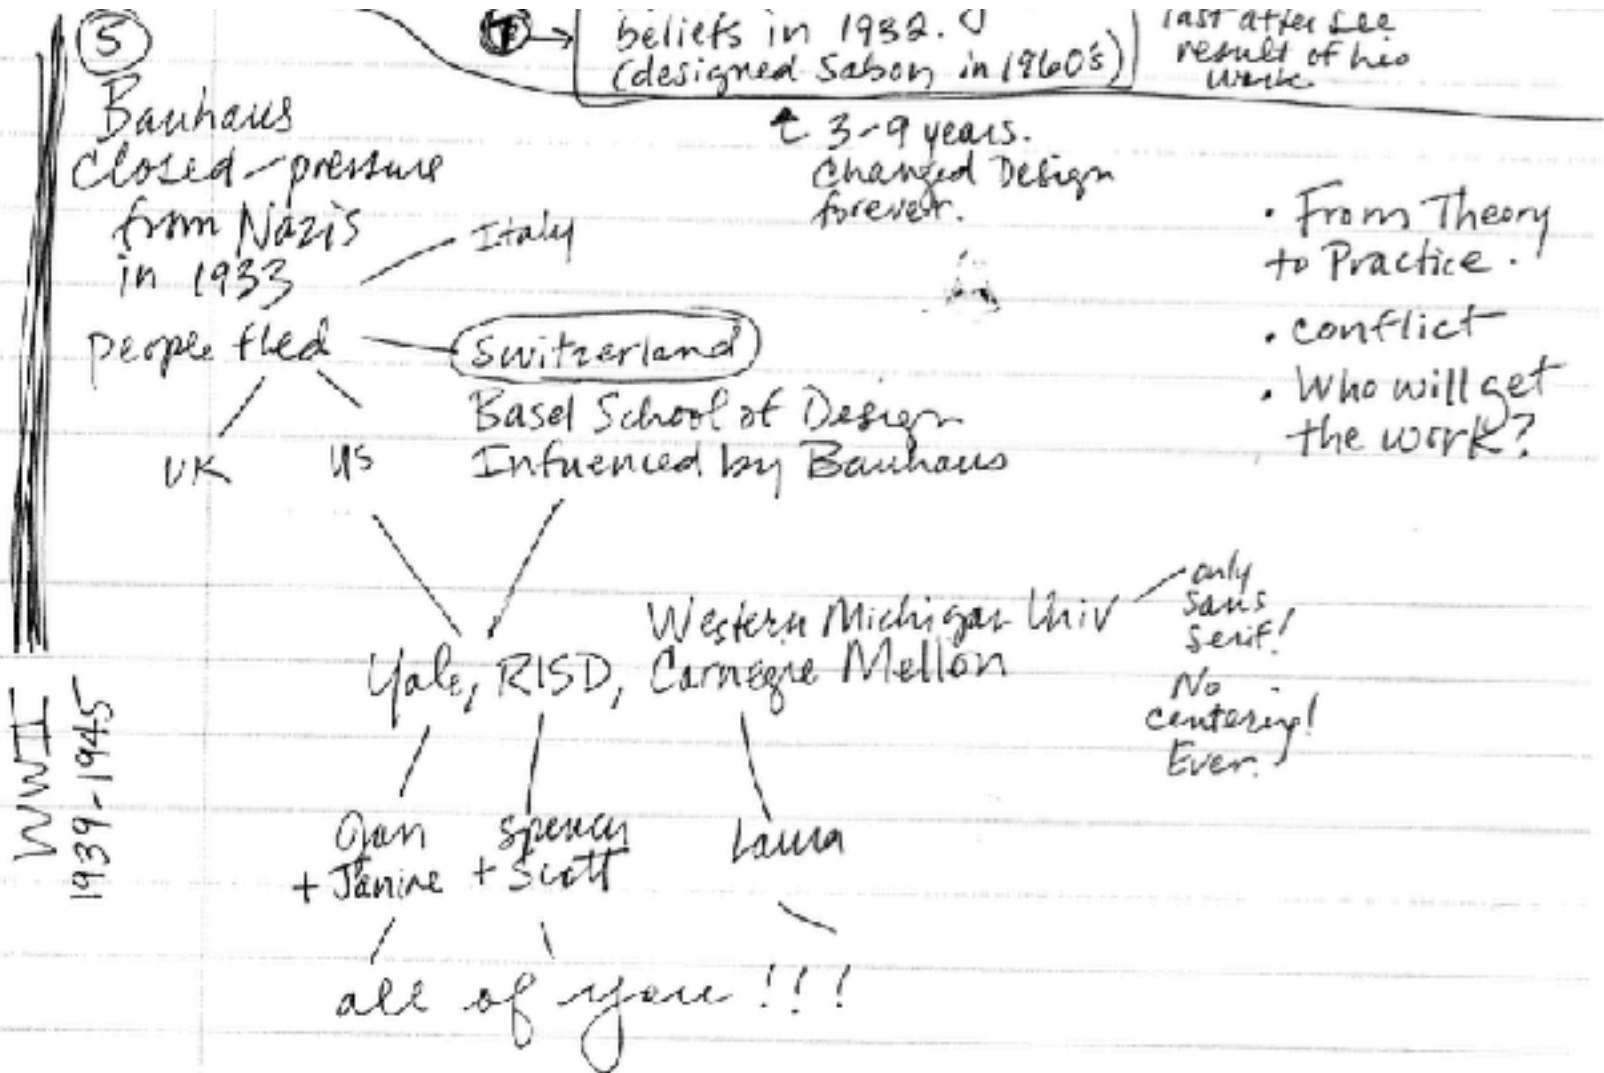 5
beliefs in 1932.
(designed Sabon in 1960's)
last after see
result of his
work
Bauhaus
closed - pressure
from Nazis
in 1933
people fled
Italy
Switzerland
UK
US
Basel School of Design
Infuenced by Bauhaus
3-9 years.
Changed Design
forever.
• From Theory
to Practice.
• conflict
• Who will get
the work?
Western Michigan Univ
Yale, RISD, Carnegie Mellon
only
sans
serif!
No
centering!
Ever.
+ Janine
+ Scott
Laura
all of you!!!
WWII
1939-1945